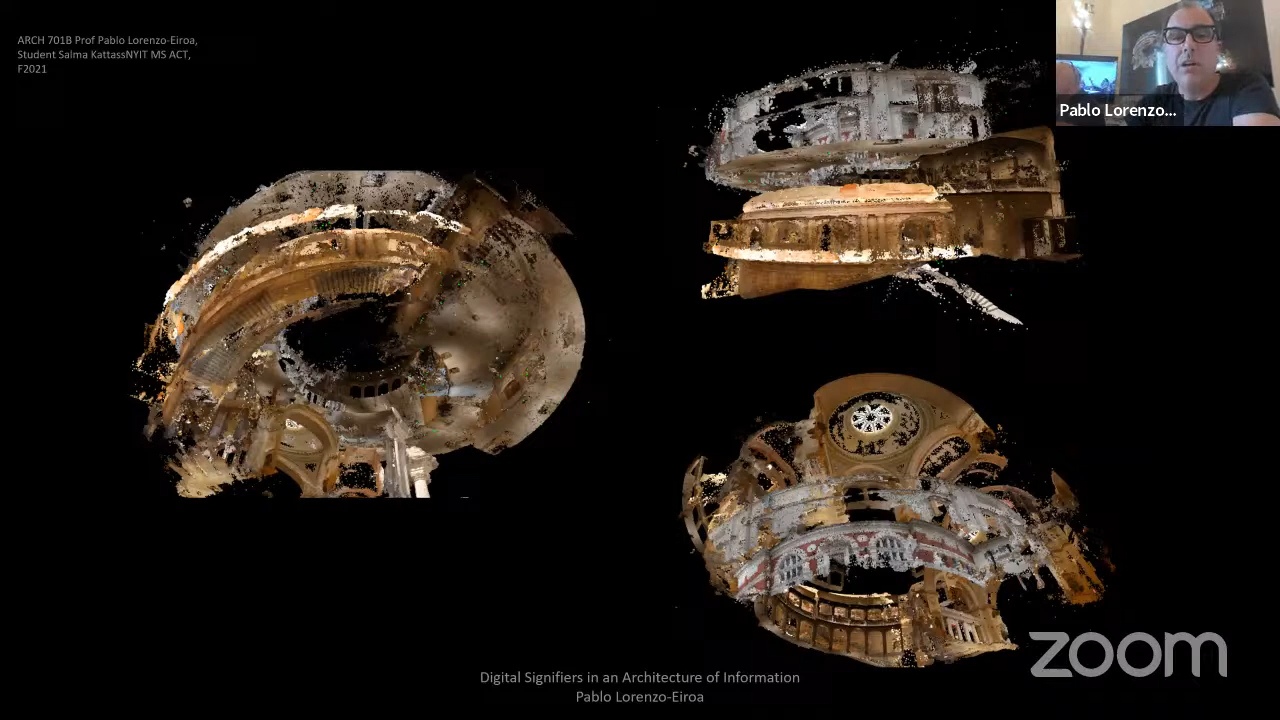 ARCH 701B Prof Pablo Lorenzo-Eiroa,
Student Salma KattassNYIT MS ACT,
F2021
Pablo Lorenzo...
zoom
Digital Signifiers in an Architecture of Information
Pablo Lorenzo-Eiroa